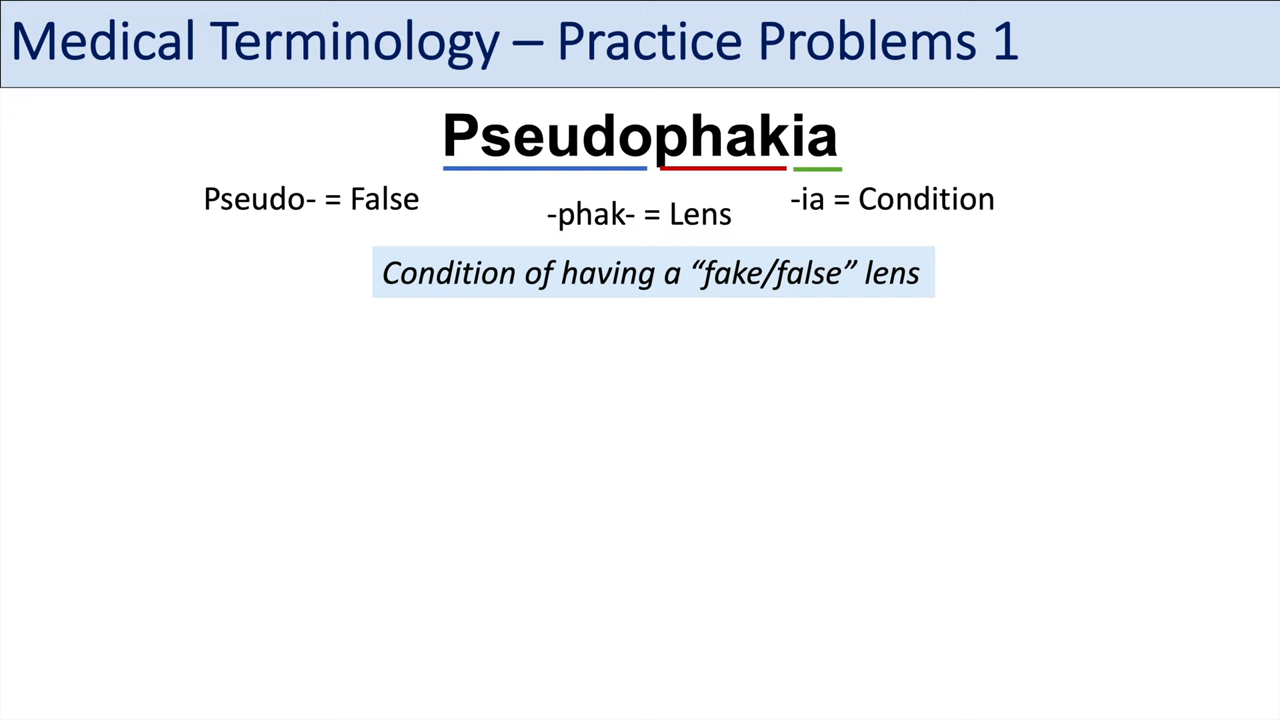 Medical Terminology – Practice Problems 1
Pseudophakia
Pseudo- = False
-phak- = Lens
-ia = Condition
Condition of having a “fake/false” lens